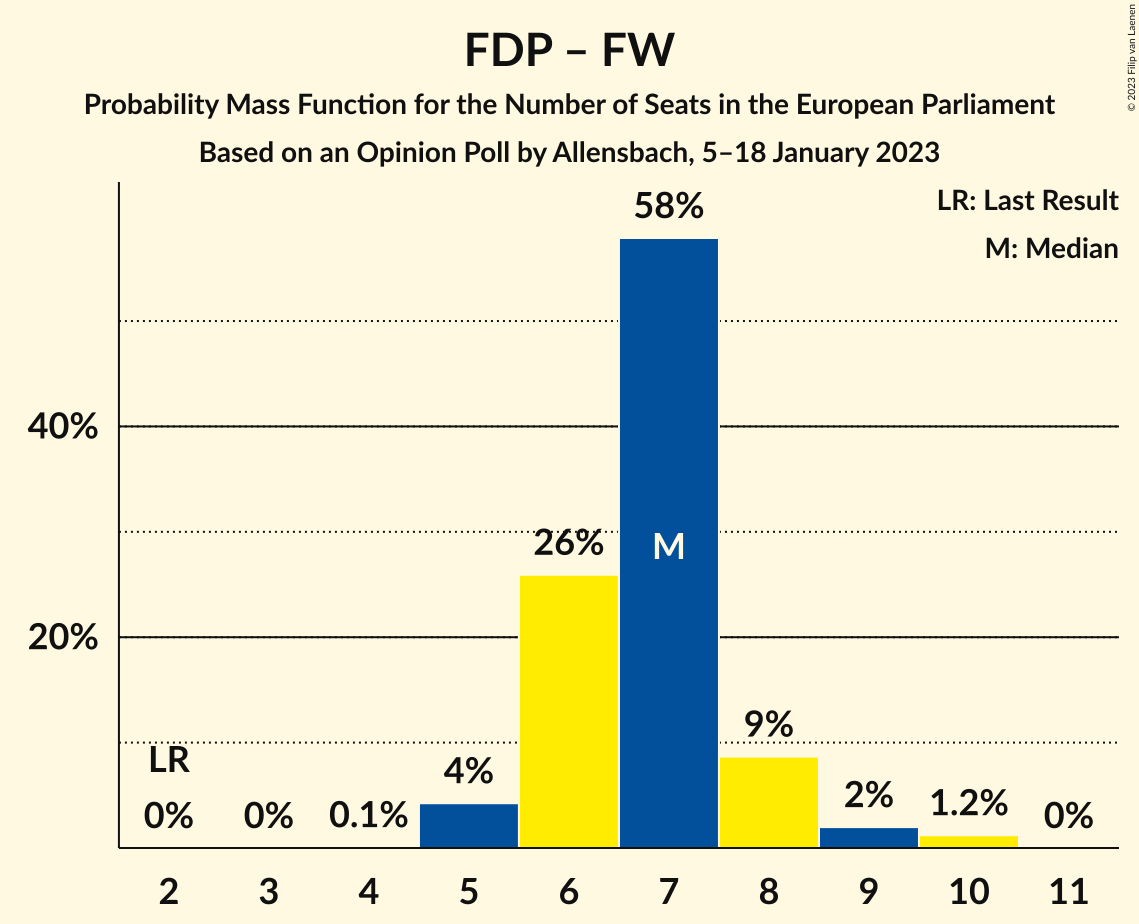 FDP – FW
Probability Mass Function for the Number of Seats in the European Parliament
Based on an Opinion Poll by Allensbach, 5–18 January 2023
© 2023 Filip van Laenen
LR: Last Result
M: Median
58%
40%
26%
M
20%
9%
LR
4%
0%
0%
0.1%
2%
1.2%
0%
2 3 4 5 6 7 8 9 10 11